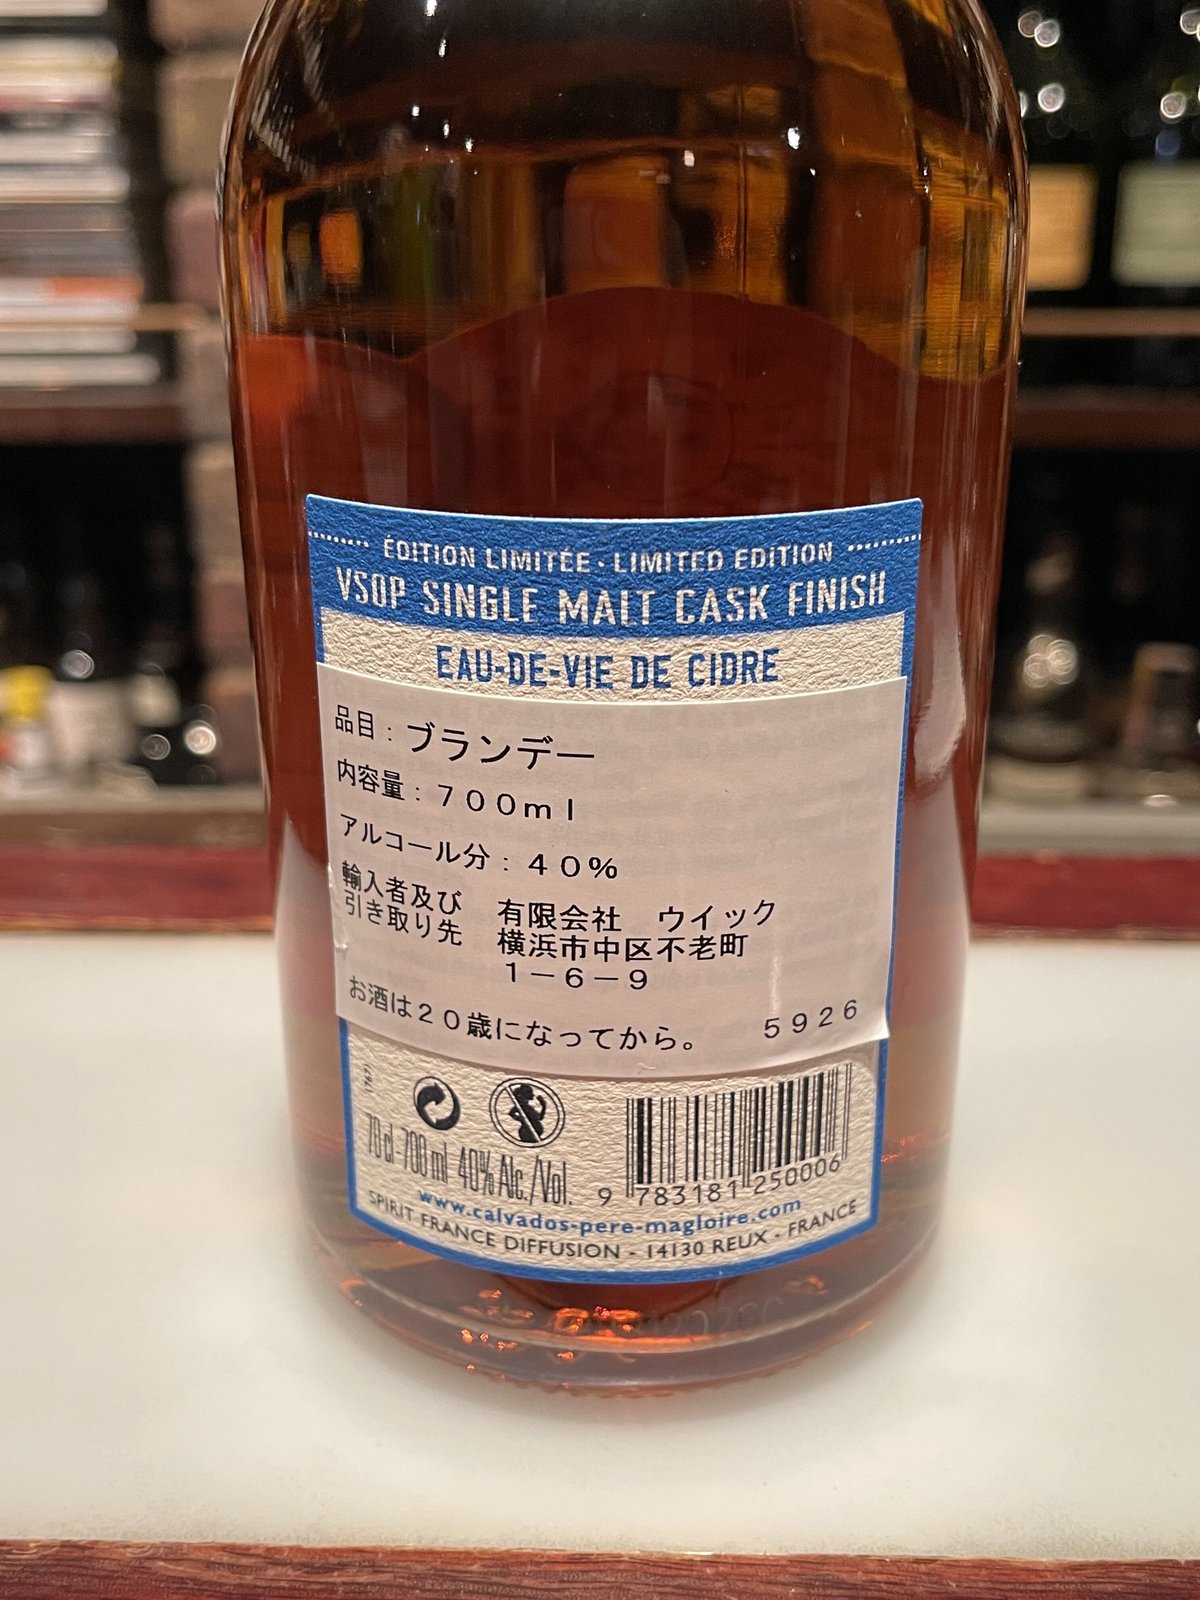 ÉDITION LIMITÉE · LIMITED EDITION
VSOP SINGLE MALT CASK FINISH
EAU-DE-VIE DE CIDRE
品目：ブランデー
内容量：７００ｍｌ
アルコール分：４０％
輸入者及び 有限会社　ウイック
引き取り先 横浜市中区不老町
１－６－９
お酒は２０歳になってから。 ５９２６
70 cl - 700 ml 40% Alc./Vol.
9 783181 250006
www.calvados-pere-magloire.com
SPIRIT FRANCE DIFFUSION - 14130 REUX - FRANCE